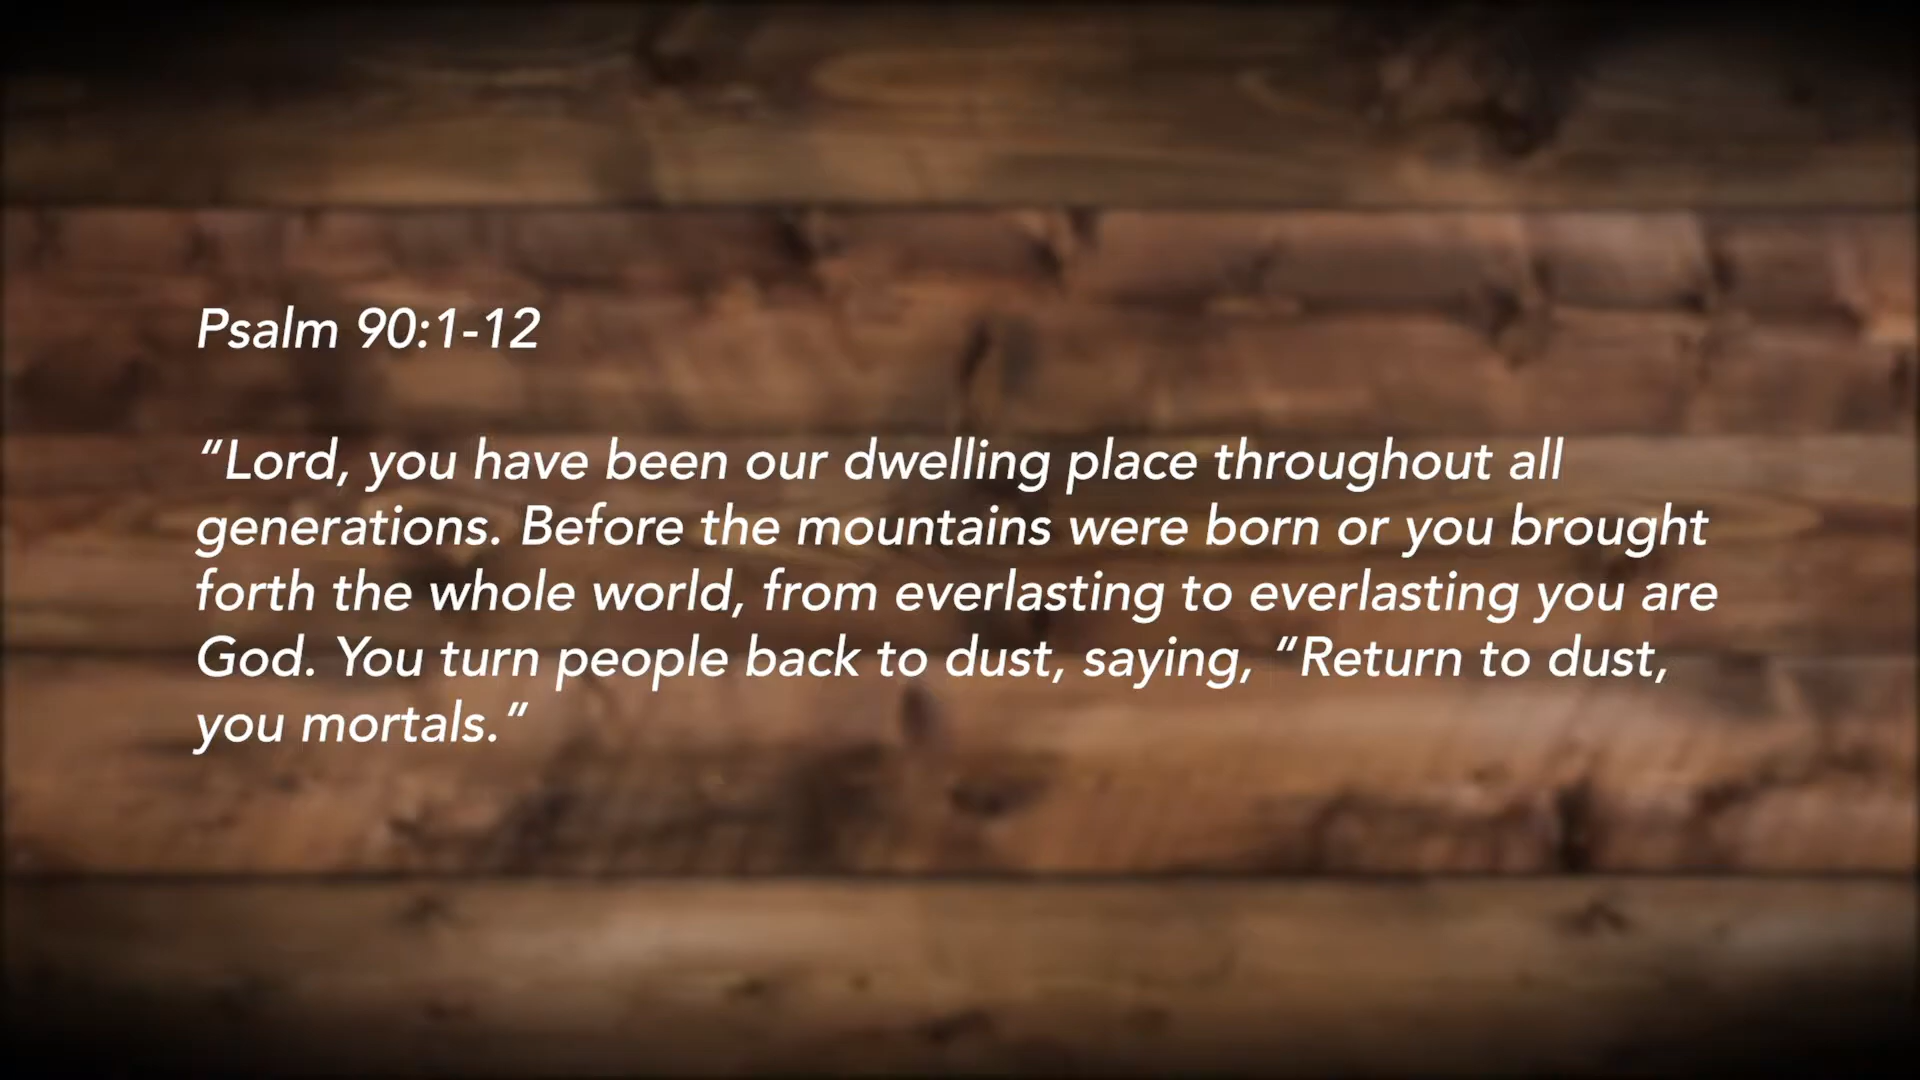 Psalm 90:1-12
“Lord, you have been our dwelling place throughout all
generations. Before the mountains were born or you brought
forth the whole world, from everlasting to everlasting you are
God. You turn people back to dust, saying, “Return to dust,
you mortals.”